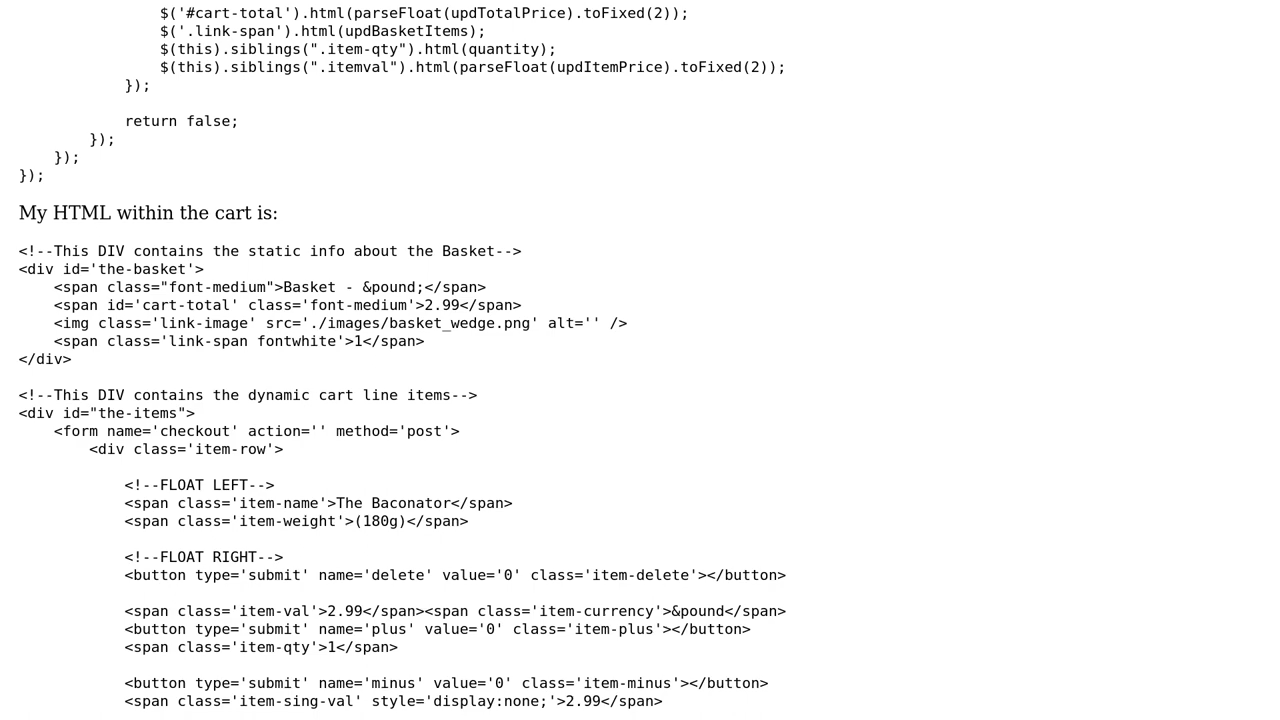 $('#cart-total').html(parseFloat(updTotalPrice).toFixed(2));
$('.link-span').html(updBasketItems);
$(this).siblings(".item-qty").html(quantity);
$(this).siblings(".itemval").html(parseFloat(updItemPrice).toFixed(2));
});
return false;
});
});
});
My HTML within the cart is:
<!--This DIV contains the static info about the Basket-->
<div id='the-basket'>
<span class="font-medium">Basket - &pound;</span>
<span id='cart-total' class='font-medium'>2.99</span>
<img class='link-image' src='./images/basket_wedge.png' alt='' />
<span class='link-span fontwhite'>1</span>
</div>
<!--This DIV contains the dynamic cart line items-->
<div id="the-items">
<form name='checkout' action='' method='post'>
<div class='item-row'>
<!--FLOAT LEFT-->
<span class='item-name'>The Baconator</span>
<span class='item-weight'>(180g)</span>
<!--FLOAT RIGHT-->
<button type='submit' name='delete' value='0' class='item-delete'></button>
<span class='item-val'>2.99</span><span class='item-currency'>&pound</span>
<button type='submit' name='plus' value='0' class='item-plus'></button>
<span class='item-qty'>1</span>
<button type='submit' name='minus' value='0' class='item-minus'></button>
<span class='item-sing-val' style='display:none;'>2.99</span>